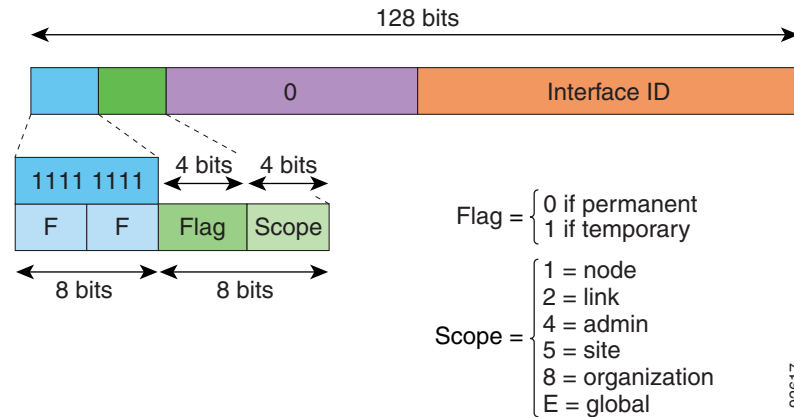 128 bits
0 Interface ID
1111 1111
4 bits 4 bits
F F Flag Scope
8 bits 8 bits
Flag = 0 if permanent
1 if temporary
Scope = 1 = node
2 = link
4 = admin
5 = site
8 = organization
E = global